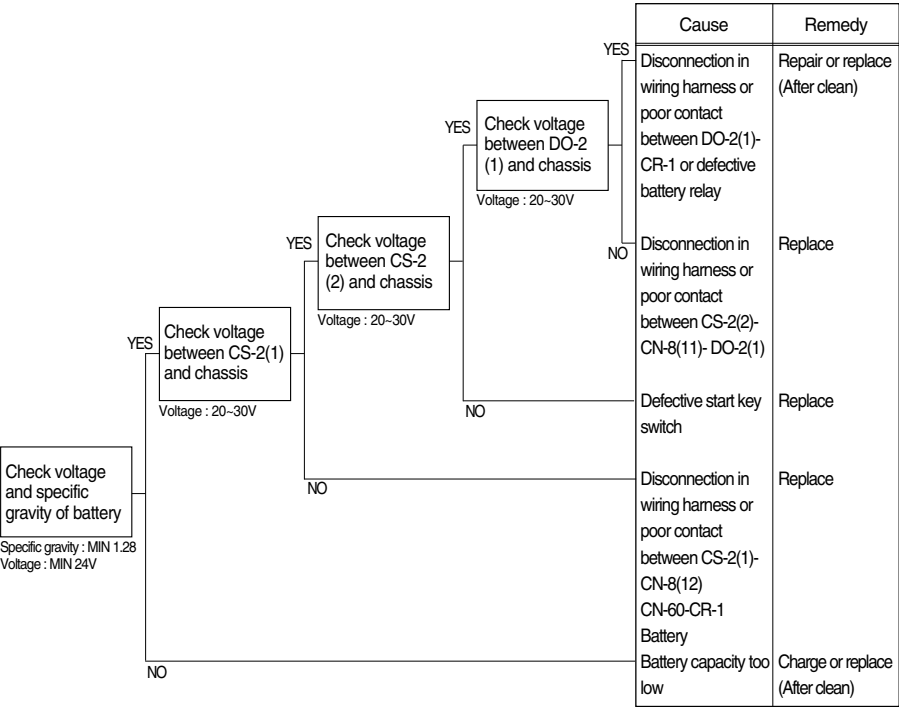 Cause Remedy
YES
Disconnection in
wiring harness or
poor contact
between DO-2(1)-
CR-1 or defective
battery relay
Repair or replace
(After clean)
YES
Check voltage
between DO-2
(1) and chassis
Voltage : 20~30V
NO
Disconnection in
wiring harness or
poor contact
between CS-2(2)-
CN-8(11)- DO-2(1)
Replace
YES
Check voltage
between CS-2
(2) and chassis
Voltage : 20~30V
NO
Defective start key
switch
Replace
YES
Check voltage
between CS-2(1)
and chassis
Voltage : 20~30V
NO
Disconnection in
wiring harness or
poor contact
between CS-2(1)-
CN-8(12)
CN-60-CR-1
Battery
Replace
Check voltage
and specific
gravity of battery
Specific gravity : MIN 1.28
Voltage : MIN 24V
NO
Battery capacity too
low
Charge or replace
(After clean)